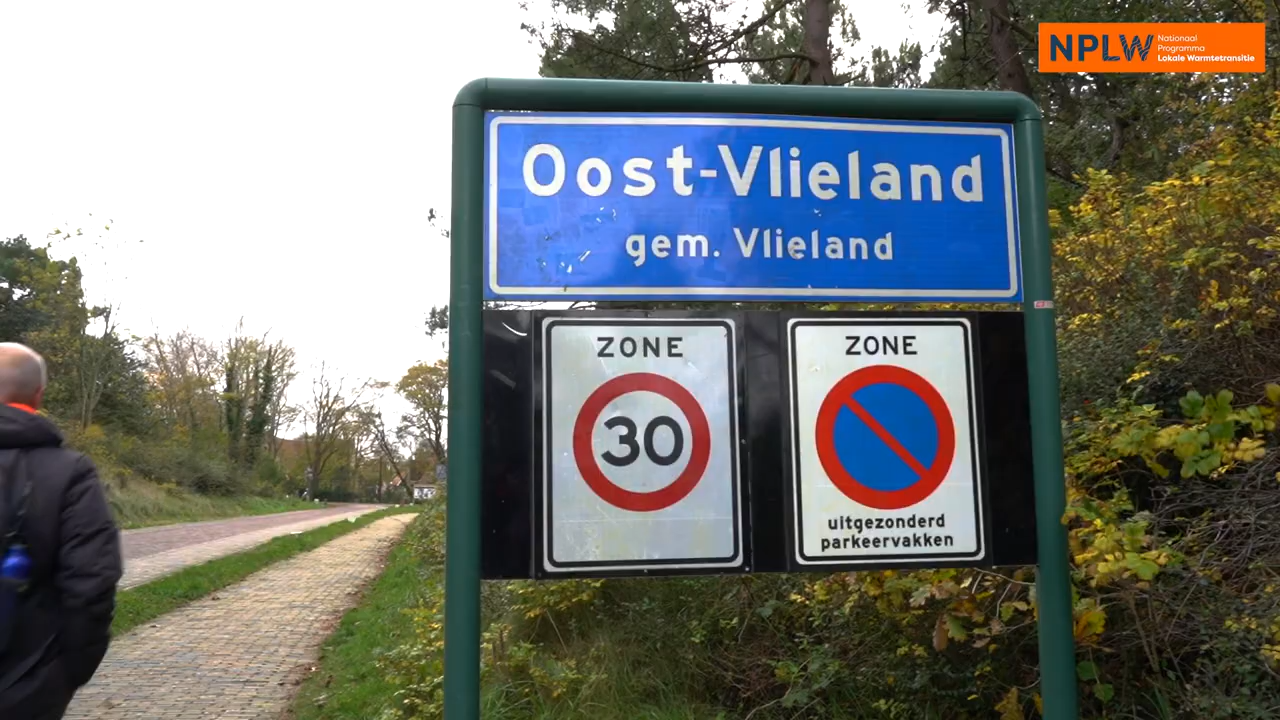 NPLW
Nationaal
Programma
Lokale Warmtetransitie
Oost-Vlieland
gem. Vlieland
ZONE
30
ZONE
uitgezonderd
parkeervakken